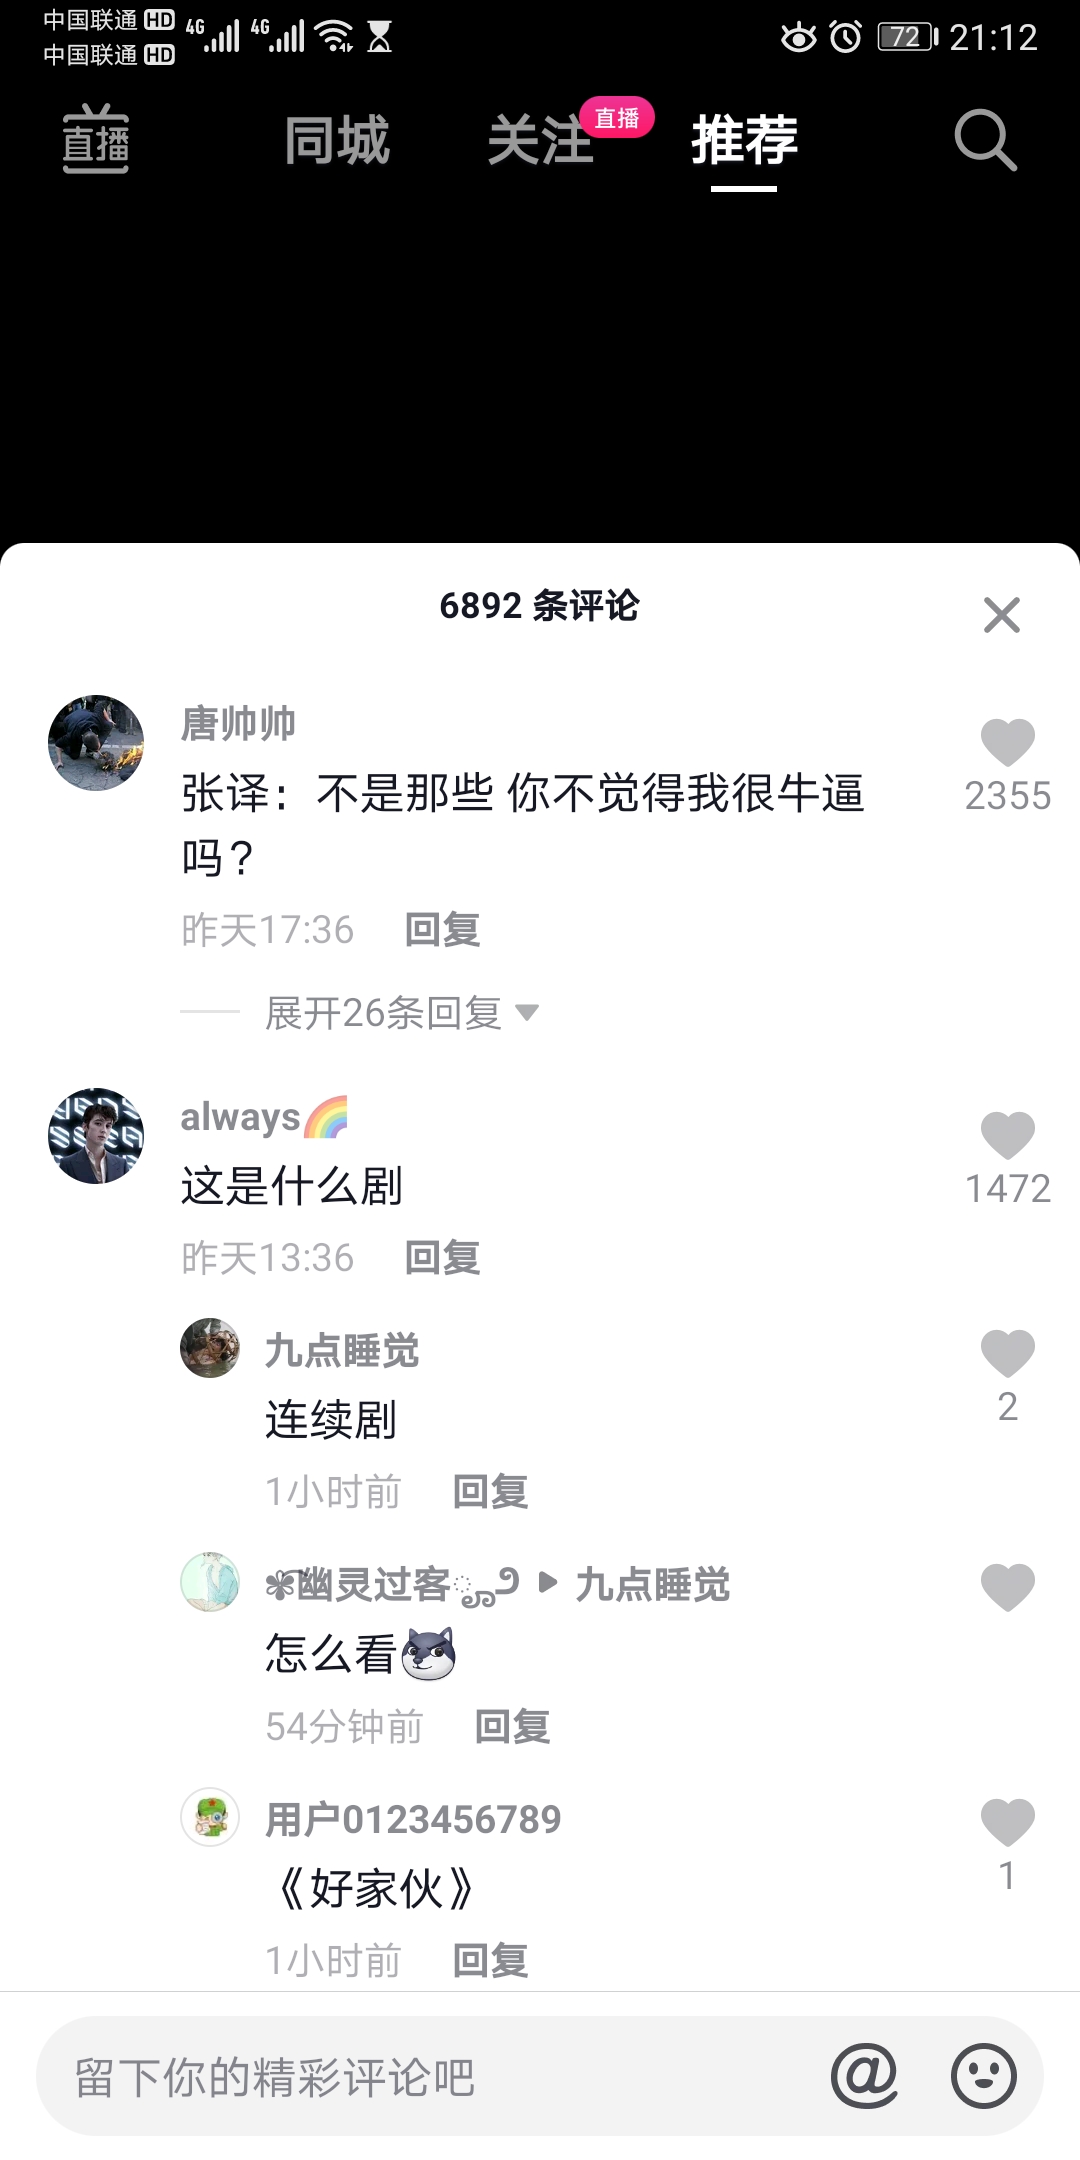 中国联通 HD 4G 4G 72 21:12
中国联通 HD
直播 同城 关注 直播 推荐
6892 条评论
唐帅帅
张译：不是那些 你不觉得我很牛逼
吗？
2355
昨天17:36 回复
展开26条回复
always🌈
这是什么剧
1472
昨天13:36 回复
九点睡觉
连续剧
2
1小时前 回复
幽灵过客 九点睡觉
怎么看
54分钟前 回复
用户0123456789
《好家伙》
1
1小时前 回复
留下你的精彩评论吧 @